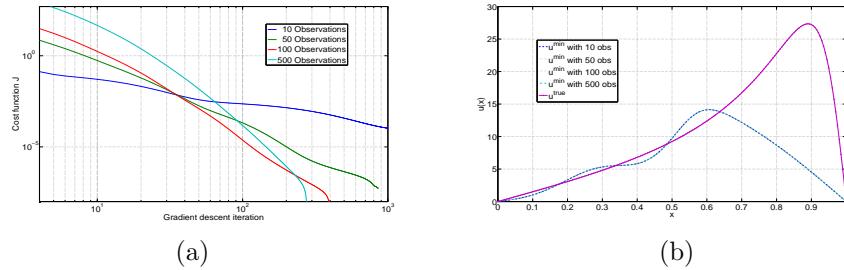 10 Observations
50 Observations
100 Observations
500 Observations
10^0
10^-5
Cost function J
10^1
10^2
10^3
Gradient descent iteration
(a)
u^min with 10 obs
u^min with 50 obs
u^min with 100 obs
u^min with 500 obs
u^true
30
25
20
15
10
5
0
u(x)
0 0.1 0.2 0.3 0.4 0.5 0.6 0.7 0.8 0.9
x
(b)